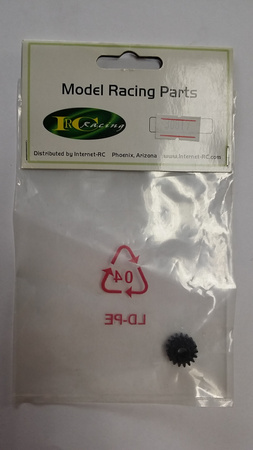 Model Racing Parts
IRC Racing
Distributed by Internet-RC Phoenix, Arizona www.Internet-RC.com
04
LD-PE